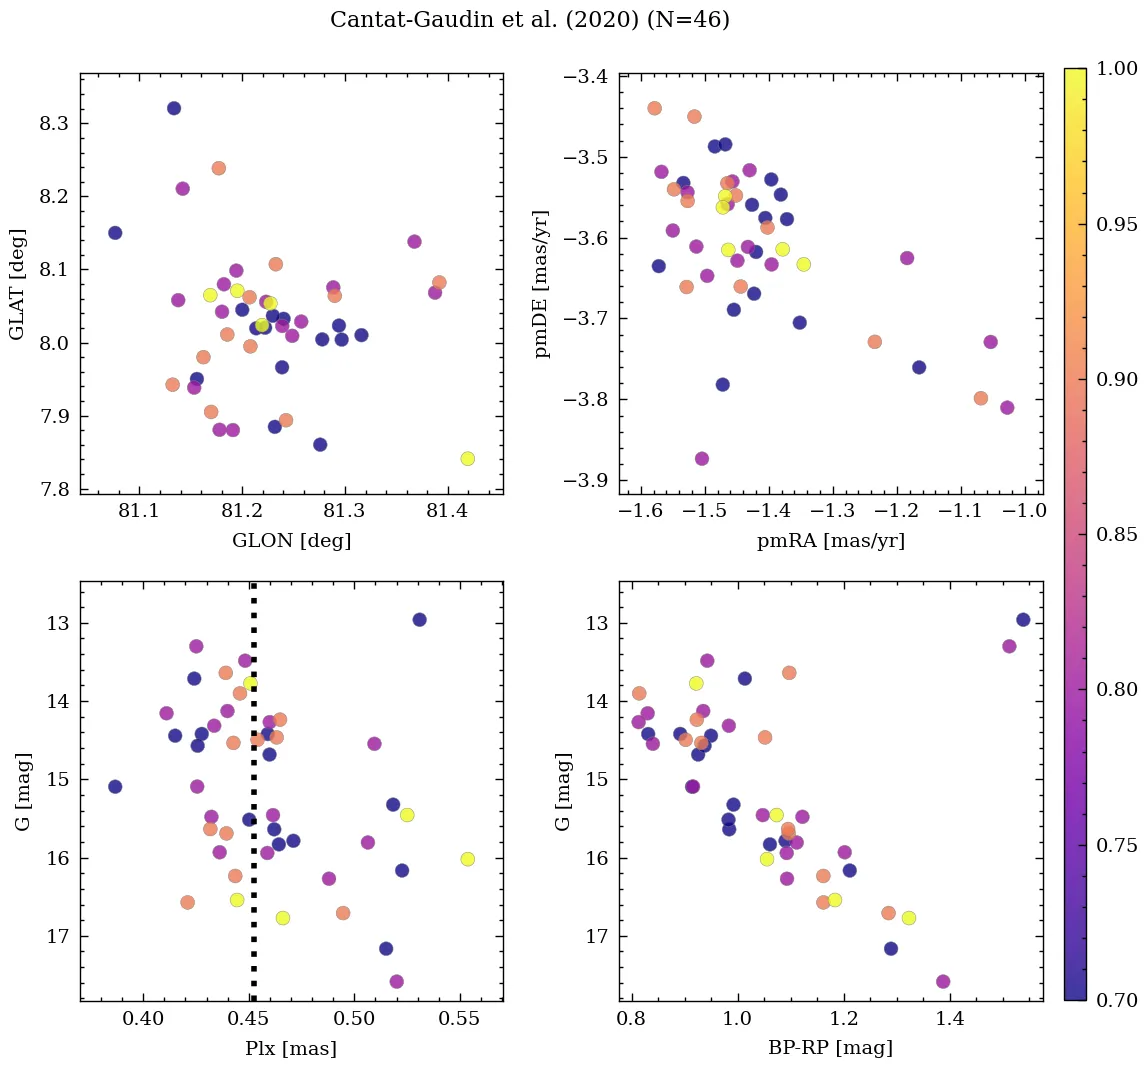 Cantat-Gaudin et al. (2020) (N=46)
8.3
8.2
8.1
8.0
7.9
7.8
GLAT [deg]
81.1 81.2 81.3 81.4
GLON [deg]
−3.4
−3.5
−3.6
−3.7
−3.8
−3.9
pmDE [mas/yr]
−1.6 −1.5 −1.4 −1.3 −1.2 −1.1 −1.0
pmRA [mas/yr]
13
14
15
16
17
G [mag]
0.40 0.45 0.50 0.55
Plx [mas]
13
14
15
16
17
G [mag]
0.8 1.0 1.2 1.4
BP-RP [mag]
1.00
0.95
0.90
0.85
0.80
0.75
0.70